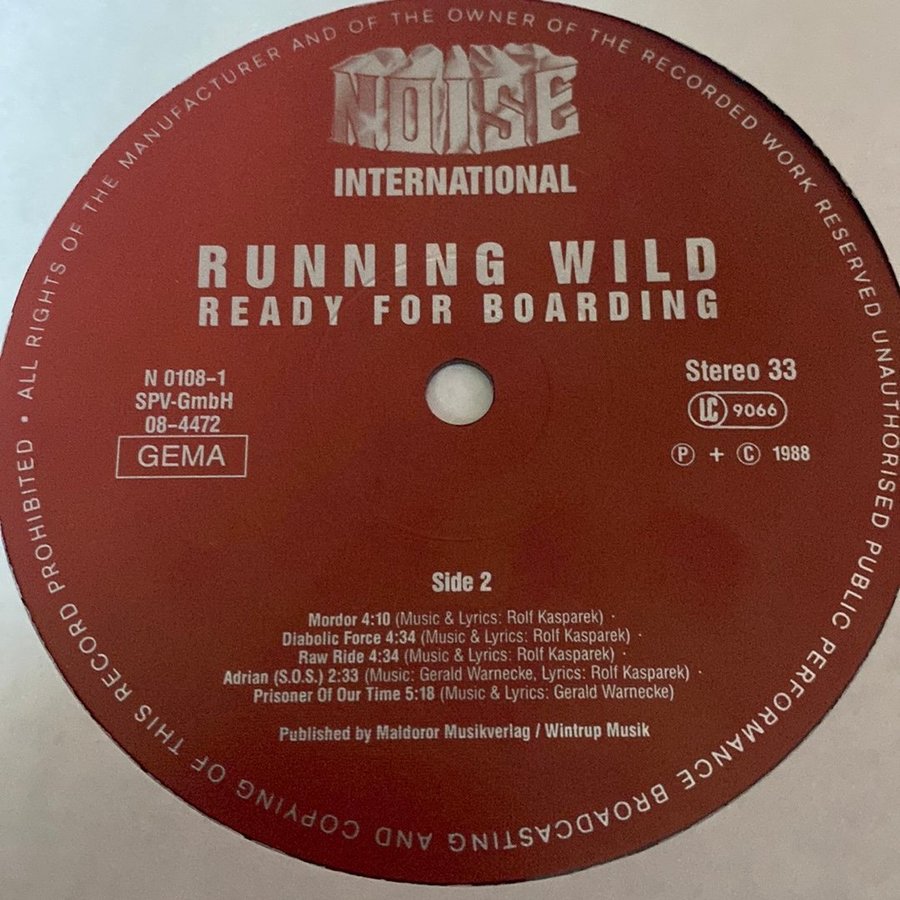 ALL RIGHTS OF THE MANUFACTURER AND OF THE OWNER OF THE RECORDED WORK RESERVED UNAUTHORISED PUBLIC PERFORMANCE BROADCASTING AND COPYING OF THIS RECORD PROHIBITED •
NOISE
INTERNATIONAL
RUNNING WILD
READY FOR BOARDING
N 0108-1
SPV-GmbH
08-4472
GEMA
Stereo 33
LC 9066
Ⓟ + Ⓒ 1988
Side 2
Mordor 4:10 (Music & Lyrics: Rolf Kasparek) ·
Diabolic Force 4:34 (Music & Lyrics: Rolf Kasparek) ·
Raw Ride 4:34 (Music & Lyrics: Rolf Kasparek) ·
Adrian (S.O.S.) 2:33 (Music: Gerald Warnecke, Lyrics: Rolf Kasparek) ·
Prisoner Of Our Time 5:18 (Music & Lyrics: Gerald Warnecke)
Published by Maldoror Musikverlag / Wintrup Musik